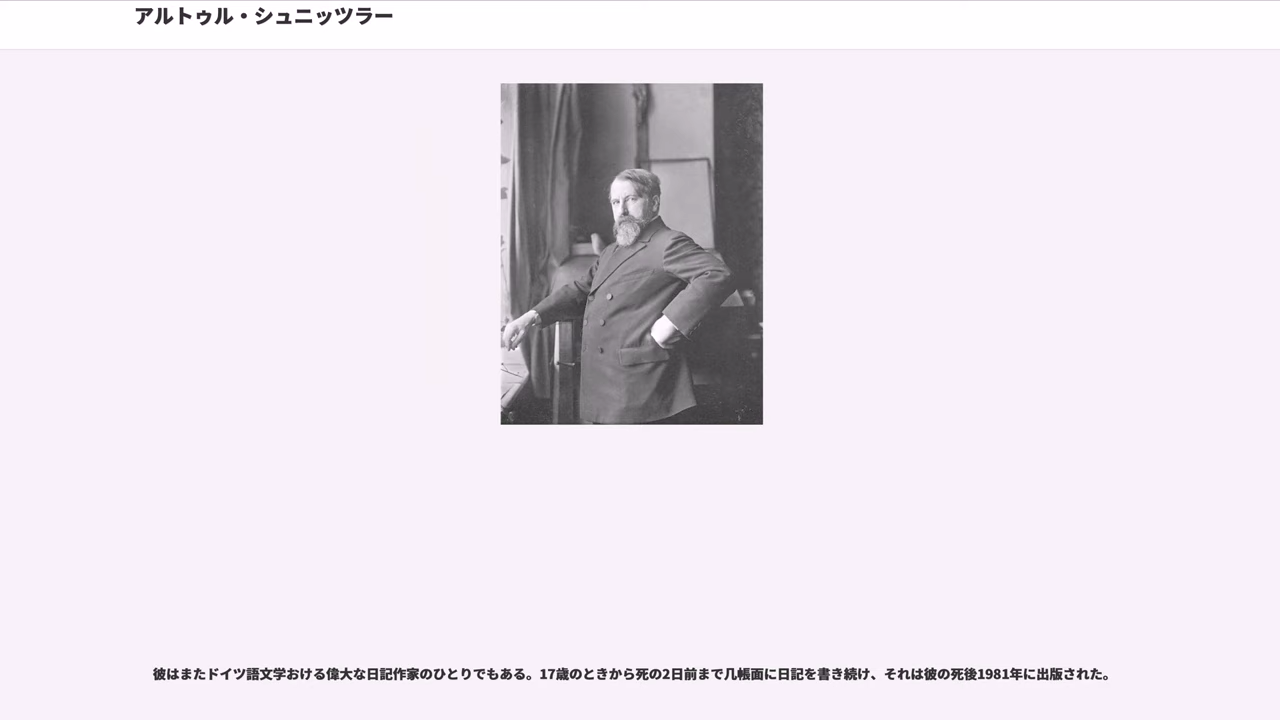 アルトゥル・シュニッツラー
彼はまたドイツ語文学おける偉大な日記作家のひとりでもある。17歳のときから死の2日前まで几帳面に日記を書き続け、それは彼の死後1981年に出版された。